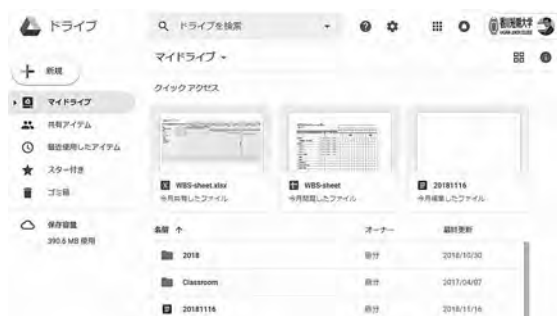 ドライブ
ドライブを検索
新規
マイドライブ
マイドライブ
共有アイテム
最近使用したアイテム
スター付き
ゴミ箱
保存容量
390.6 MB 使用
クイック アクセス
WBS-sheet.xlsx
今月共有したファイル
WBS-sheet
今月閲覧したファイル
20181116
今月編集したファイル
名前 ↑ オーナー 最終更新
2018 自分 2018/10/30
Classroom 自分 2017/04/07
20181116 自分 2018/11/16